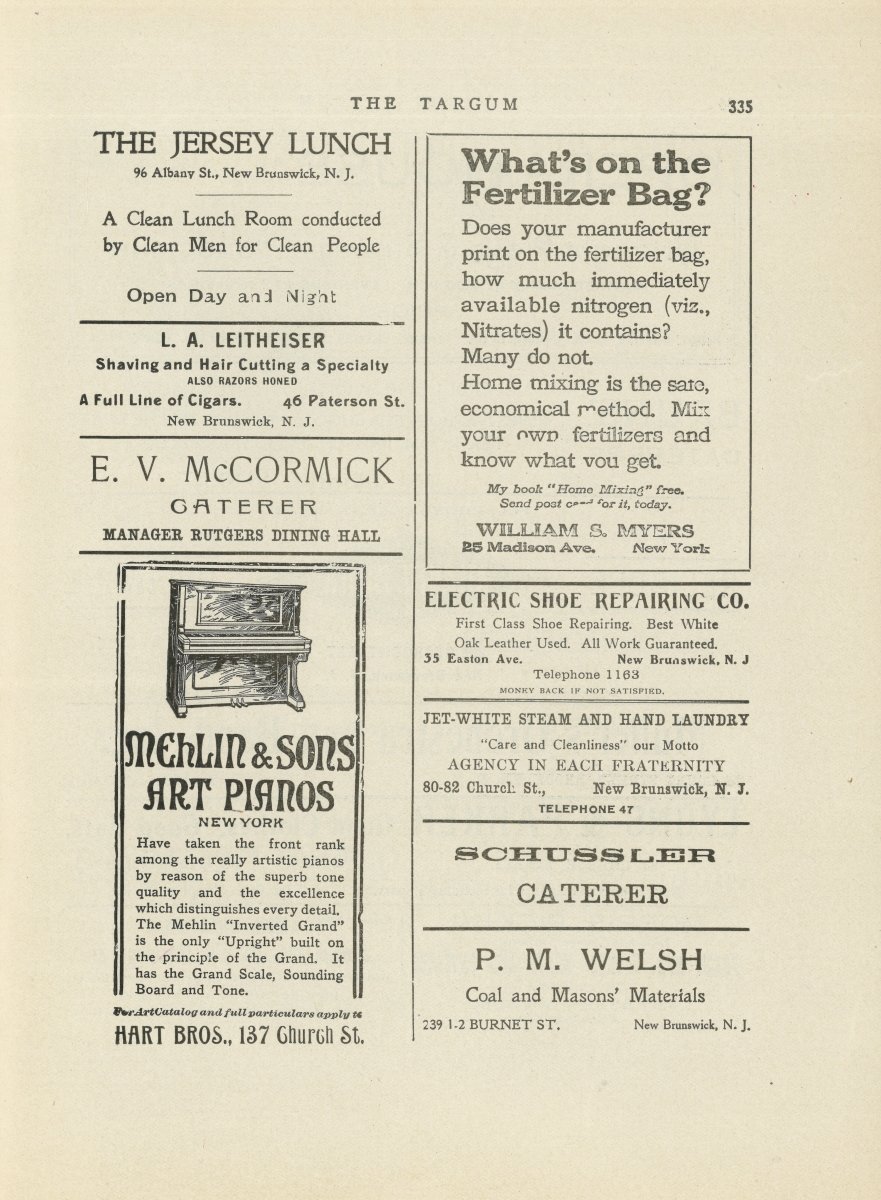 THE TARGUM
335
THE JERSEY LUNCH
96 Albany St., New Brunswick, N. J.
A Clean Lunch Room conducted
by Clean Men for Clean People
Open Day and Night
L. A. LEITHEISER
Shaving and Hair Cutting a Specialty
ALSO RAZORS HONED
A Full Line of Cigars. 46 Paterson St.
New Brunswick, N. J.
E. V. McCORMICK
CATERER
MANAGER RUTGERS DINING HALL
MEhLIN & SONS
ART PIANOS
NEW YORK
Have taken the front rank
among the really artistic pianos
by reason of the superb tone
quality and the excellence
which distinguishes every detail.
The Mehlin "Inverted Grand"
is the only "Upright" built on
the principle of the Grand. It
has the Grand Scale, Sounding
Board and Tone.
For Art Catalog and full particulars apply to
HART BROS., 137 Church St.
What's on the
Fertilizer Bag?
Does your manufacturer
print on the fertilizer bag,
how much immediately
available nitrogen (viz.,
Nitrates) it contains?
Many do not.
Home mixing is the safe,
economical method. Mix
your own fertilizers and
know what you get.
My book "Home Mixing" free.
Send post card for it, today.
WILLIAM S. MYERS
25 Madison Ave. New York
ELECTRIC SHOE REPAIRING CO.
First Class Shoe Repairing. Best White
Oak Leather Used. All Work Guaranteed.
35 Easton Ave. New Brunswick, N. J
Telephone 1163
MONEY BACK IF NOT SATISFIED.
JET-WHITE STEAM AND HAND LAUNDRY
"Care and Cleanliness" our Motto
AGENCY IN EACH FRATERNITY
80-82 Church St., New Brunswick, N. J.
TELEPHONE 47
SCHUSSLER
CATERER
P. M. WELSH
Coal and Masons' Materials
239 1-2 BURNET ST. New Brunswick, N. J.